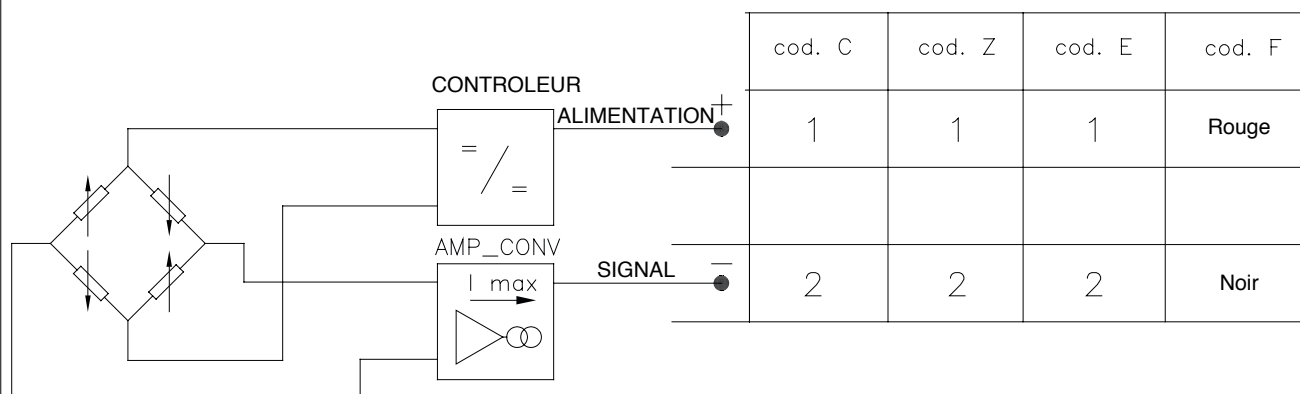 cod. C cod. Z cod. E cod. F
CONTROLEUR
ALIMENTATION +
1 1 1 Rouge
= / =
AMP_CONV
SIGNAL −
2 2 2 Noir
I max